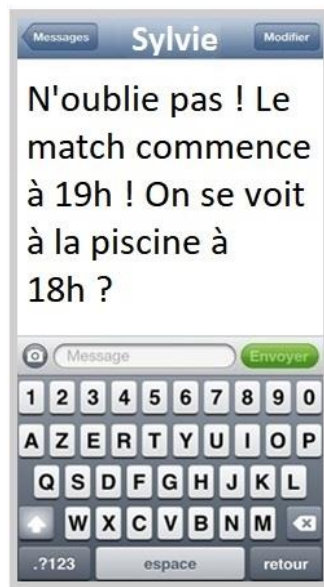 Messages Sylvie Modifier
N'oublie pas ! Le
match commence
à 19h ! On se voit
à la piscine à
18h ?
Message Envoyer
1 2 3 4 5 6 7 8 9 0
A Z E R T Y U I O P
Q S D F G H J K L
W X C V B N M
.?123 espace retour